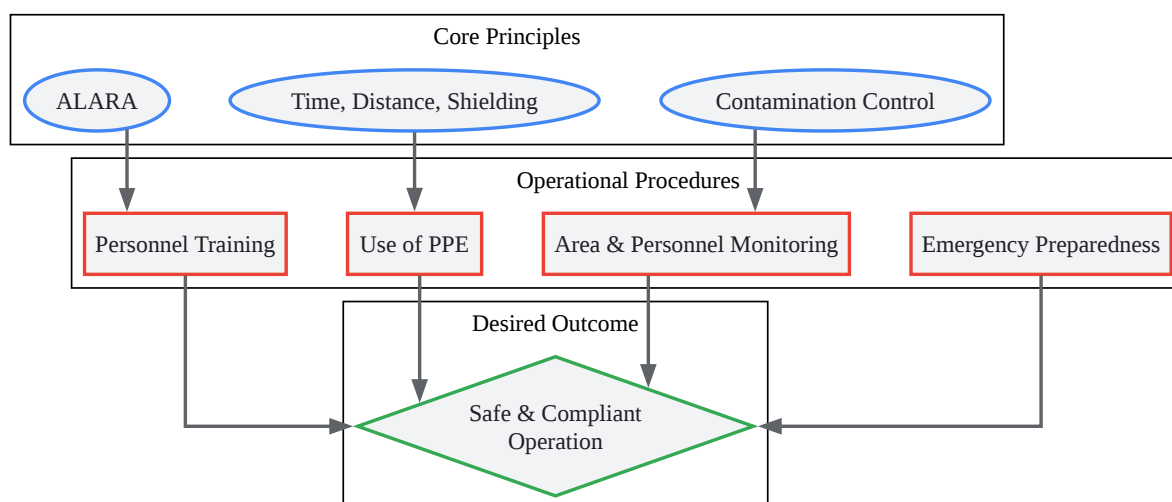 Core Principles
ALARA
Time, Distance, Shielding
Contamination Control
Operational Procedures
Personnel Training
Use of PPE
Area & Personnel Monitoring
Emergency Preparedness
Desired Outcome
Safe & Compliant
Operation